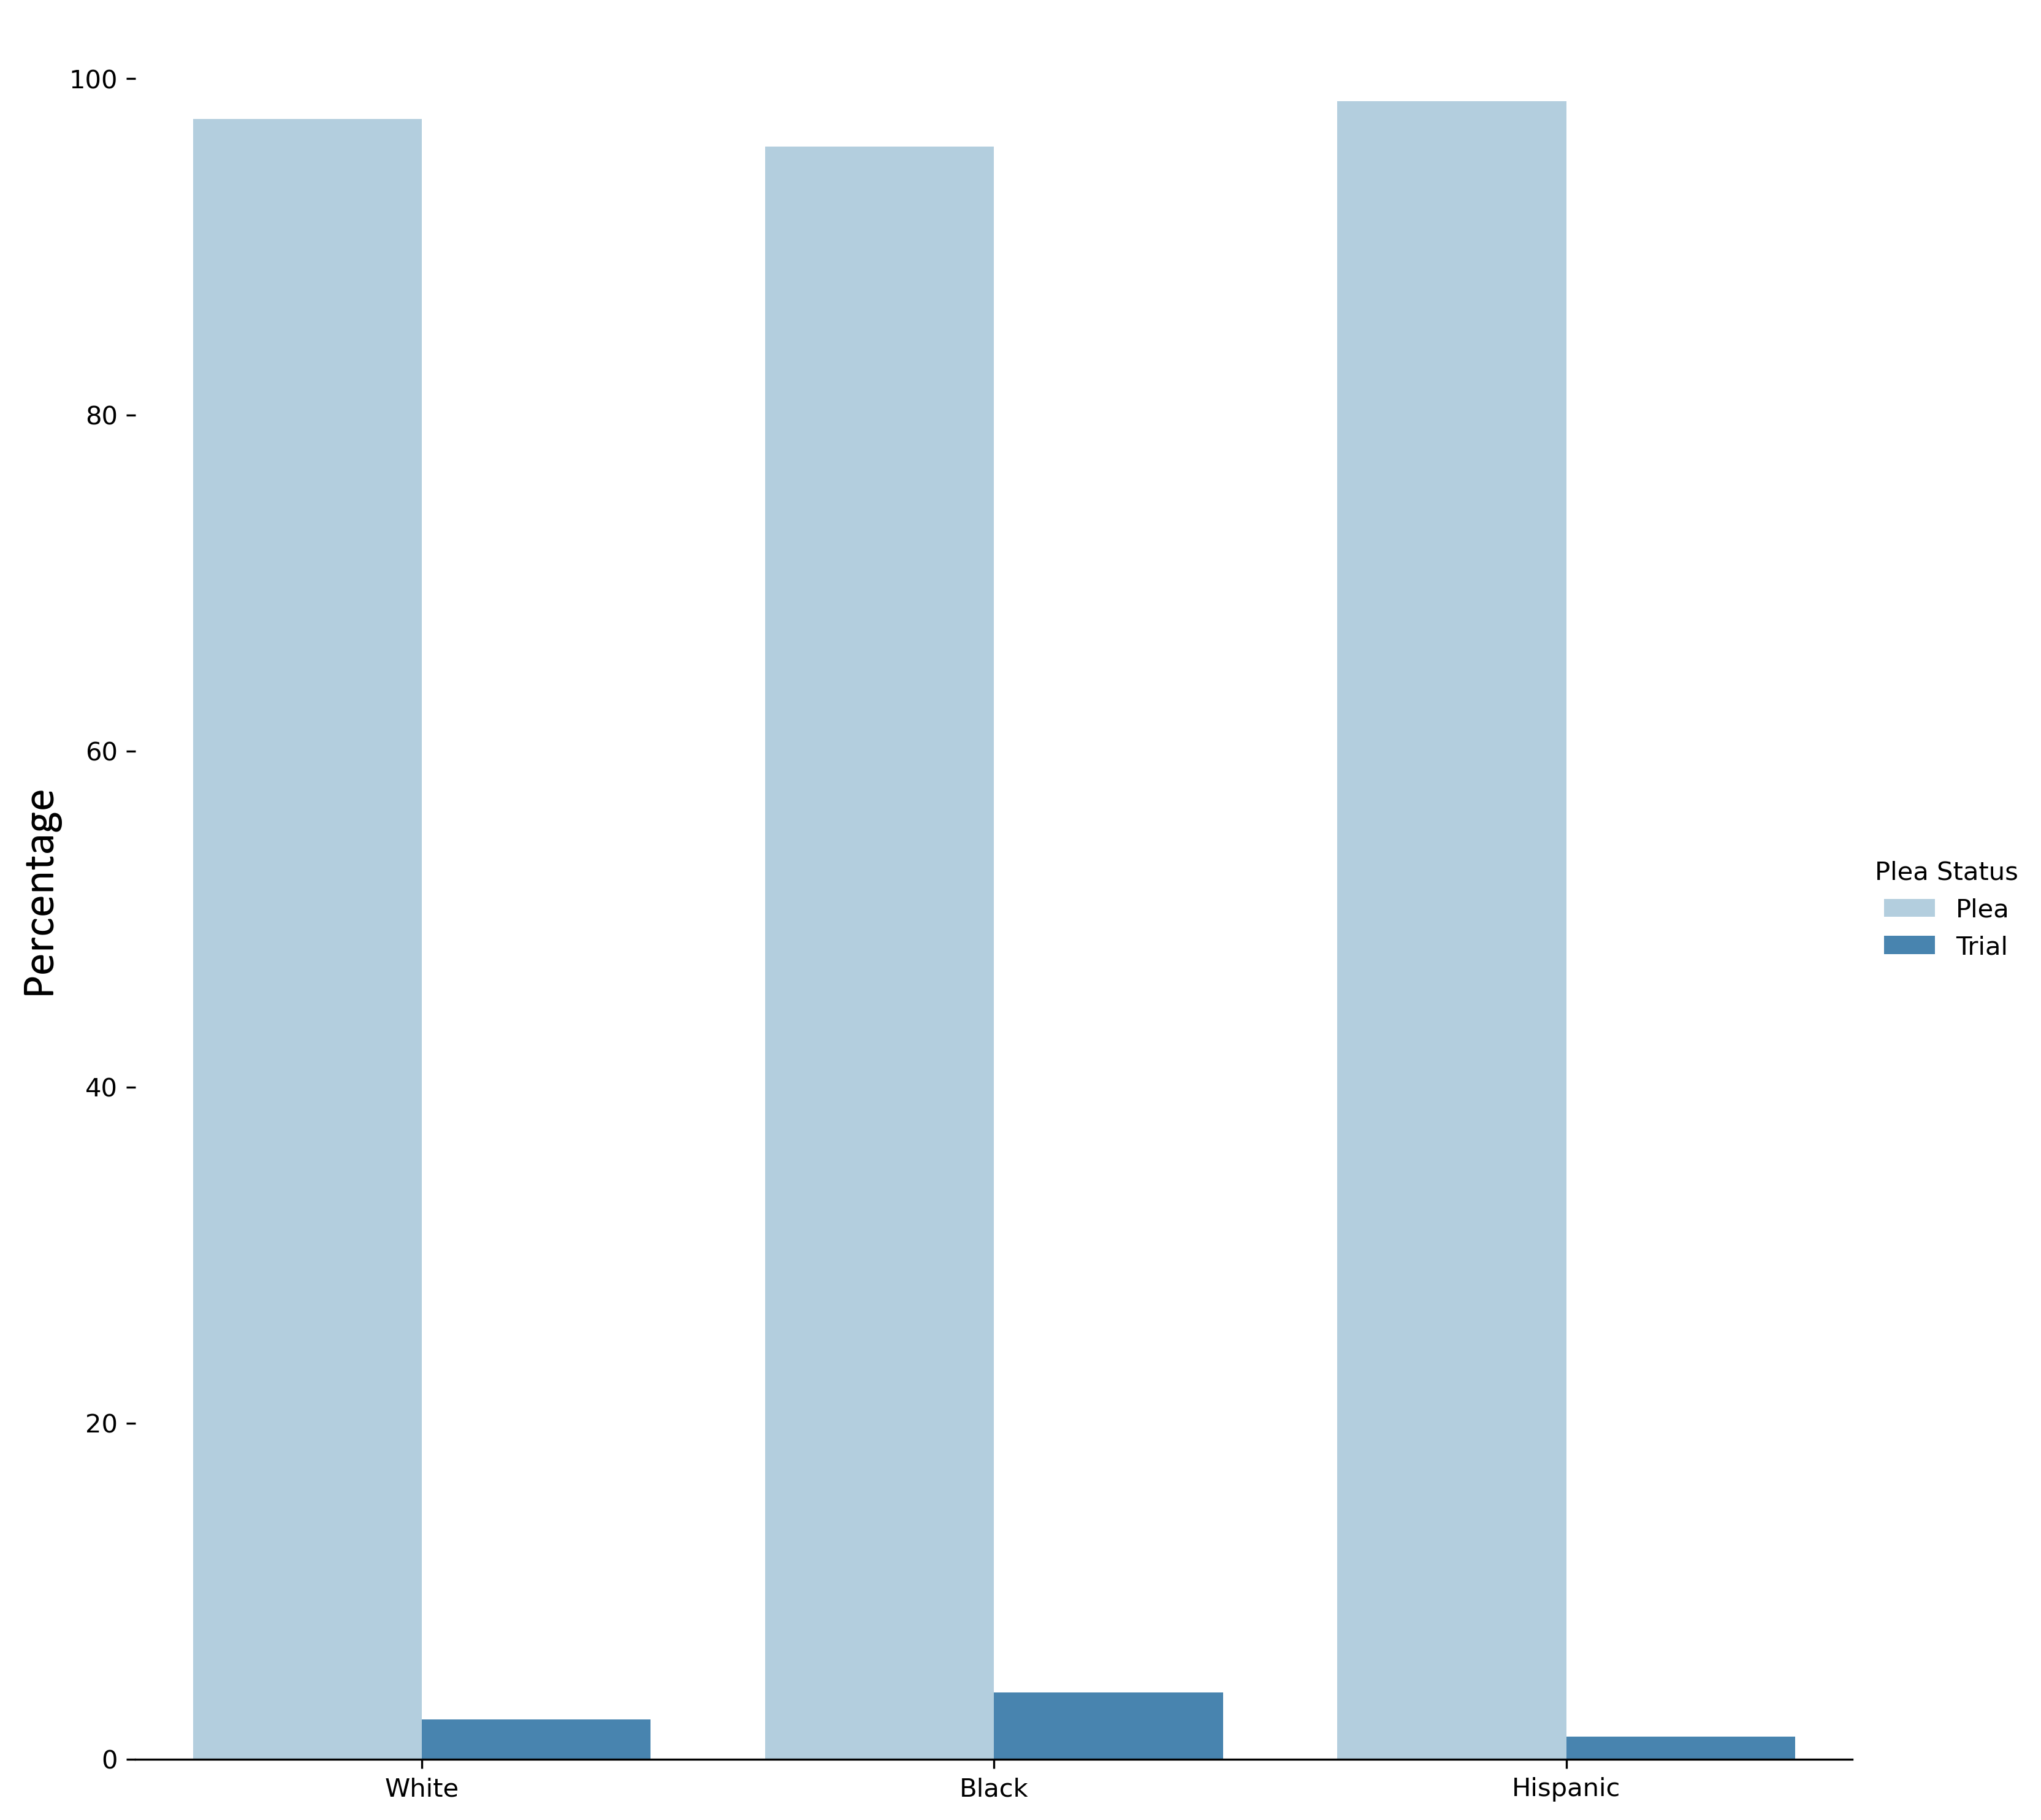 100
80
60
40
20
0
Percentage
White
Black
Hispanic
Plea Status
Plea
Trial